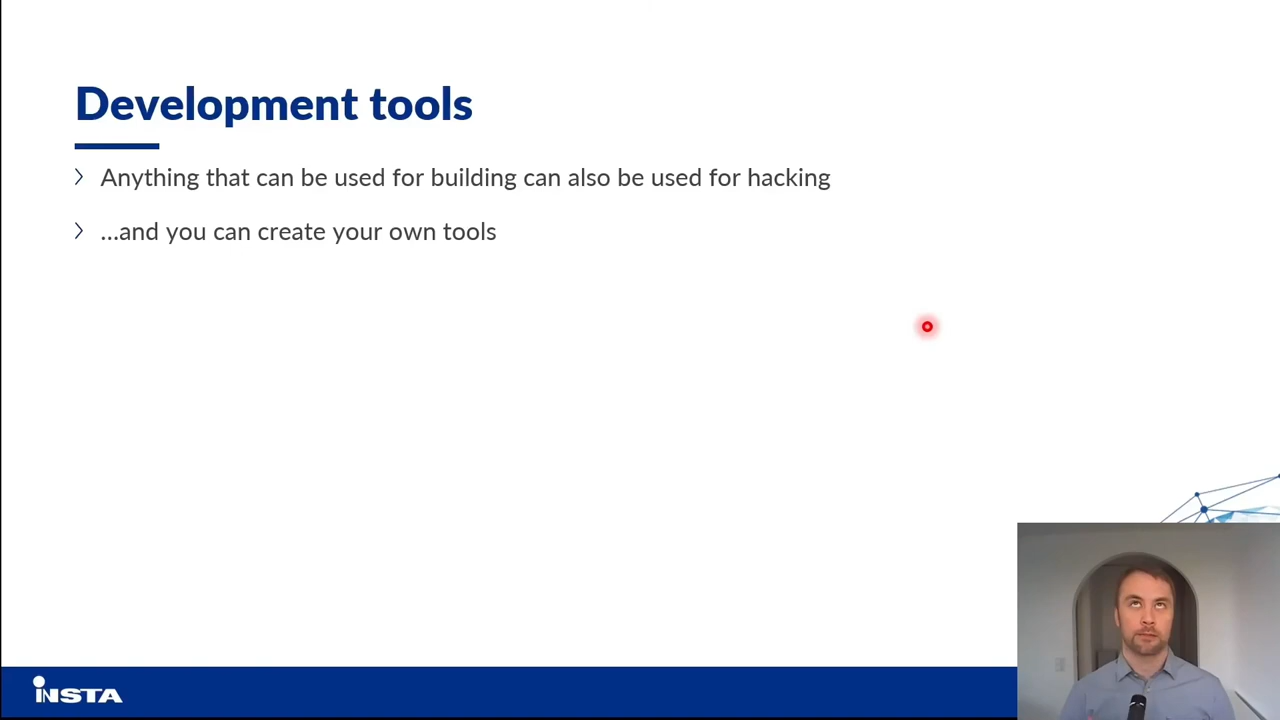 Development tools
Anything that can be used for building can also be used for hacking
...and you can create your own tools
INSTA